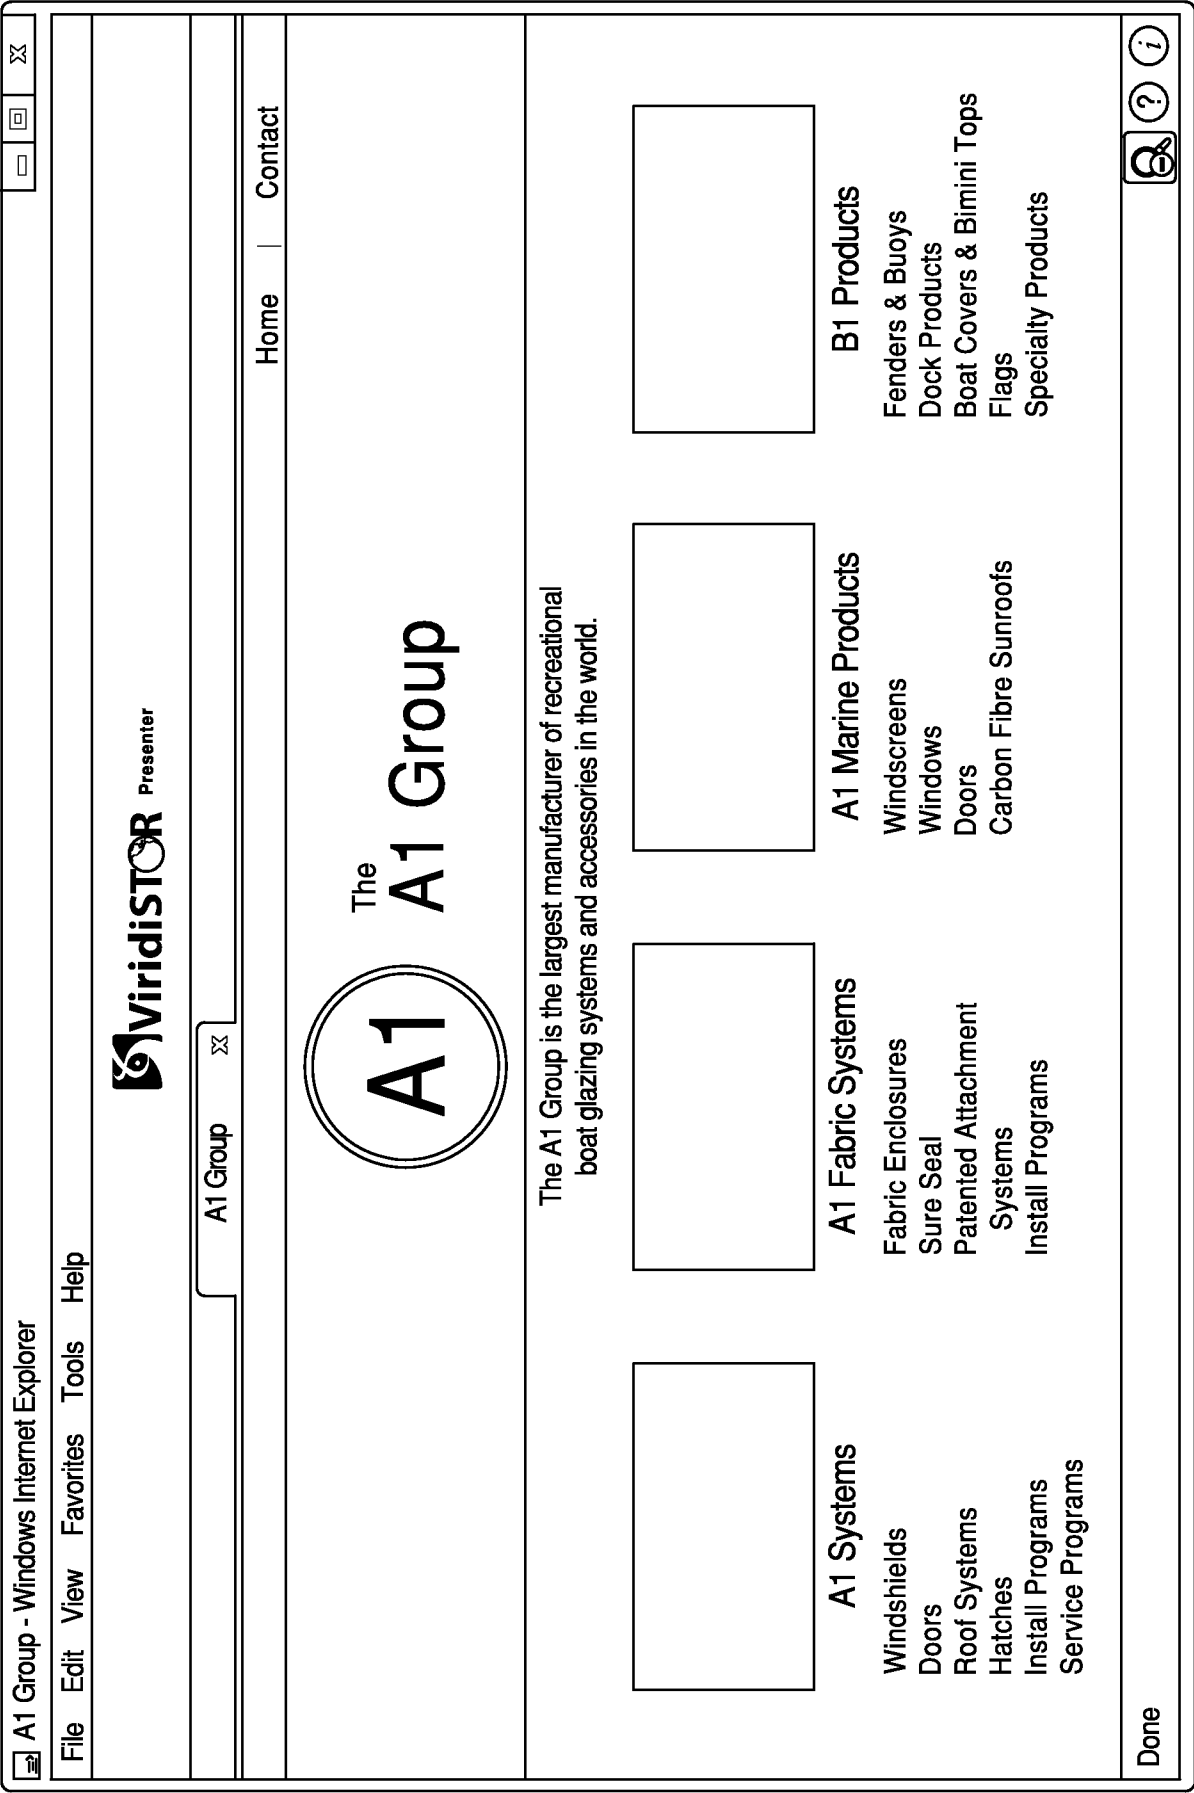 A1 Group - Windows Internet Explorer
File Edit View Favorites Tools Help
ViridiSTOR Presenter
A1 Group
Home | Contact
A1
The
A1 Group
The A1 Group is the largest manufacturer of recreational
boat glazing systems and accessories in the world.
A1 Systems
Windshields
Doors
Roof Systems
Hatches
Install Programs
Service Programs
A1 Fabric Systems
Fabric Enclosures
Sure Seal
Patented Attachment
Systems
Install Programs
A1 Marine Products
Windscreens
Windows
Doors
Carbon Fibre Sunroofs
B1 Products
Fenders & Buoys
Dock Products
Boat Covers & Bimini Tops
Flags
Specialty Products
Done
? i